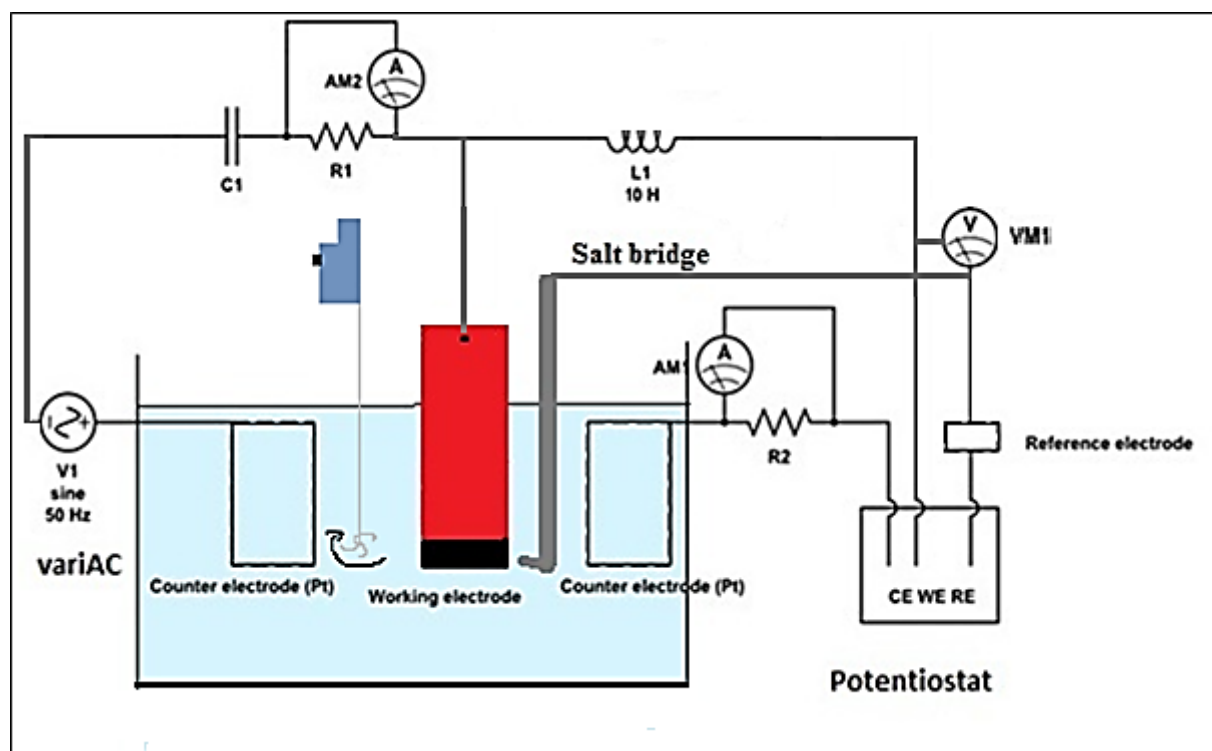 A
AM2
C1
R1
L1
10 H
V
VM1
Salt bridge
A
AM1
R2
Reference electrode
V1
sine
50 Hz
variAC
Counter electrode (Pt)
Working electrode
Counter electrode (Pt)
CE WE RE
Potentiostat